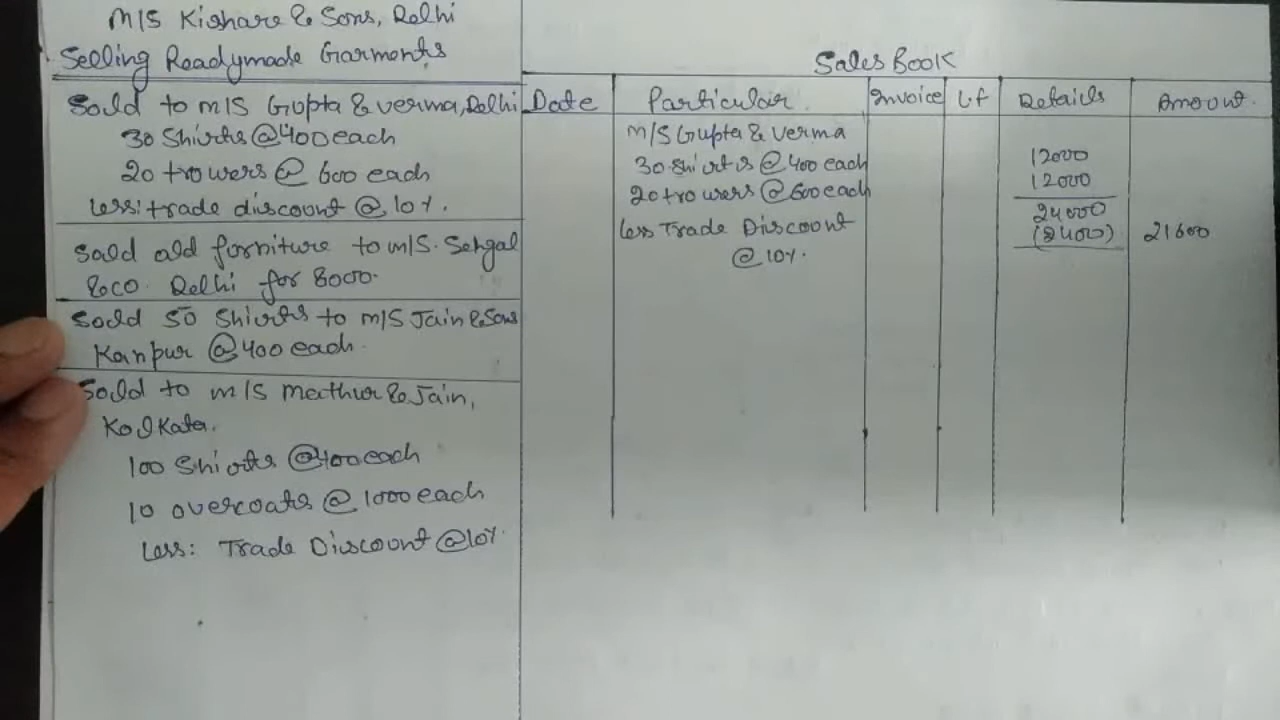 M/S Kishare & Sons, Delhi
Selling Readymade Garments
Sold to M/S Gupta & Verma, Delhi
30 Shirts @ 400 each
20 trowers @ 600 each
Less: trade discount @ 10%.
Sald old forniture to M/S. Sehgal
& co. Delhi for 8000.
Sold 50 Shirts to M/S Jain & Sons
Kanpur @ 400 each.
Sold to M/S Mathur & Jain,
Kolkata.
100 Shirts @ 400 each
10 overcoats @ 1000 each
Less: Trade Discount @ 10%.
Sales Book
Date Particular Invoice Lf Details Amount
M/S Gupta & Verma
30 Shirts @ 400 each 12000
20 trowers @ 600 each 12000
24000
Less Trade Discount (2400) 21600
@ 10%.